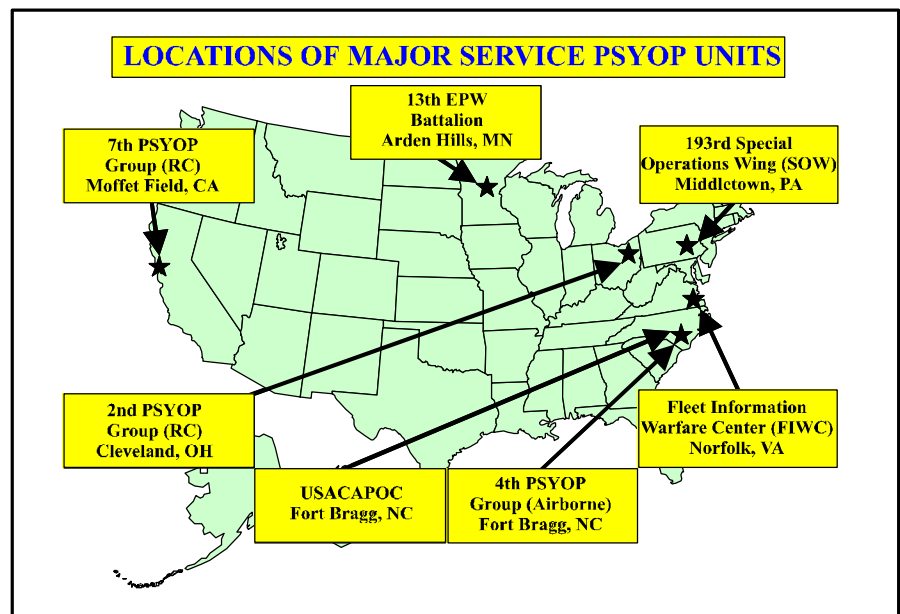 LOCATIONS OF MAJOR SERVICE PSYOP UNITS
13th EPW
Battalion
Arden Hills, MN
7th PSYOP
Group (RC)
Moffet Field, CA
193rd Special
Operations Wing (SOW)
Middlctown, PA
2nd PSYOP
Group (RC)
Cleveland, OH
Fleet Information
Warfare Center (FIWC)
Norfolk, VA
USACAPOC
Fort Bragg, NC
4th PSYOP
Group (Airborne)
Fort Bragg, NC